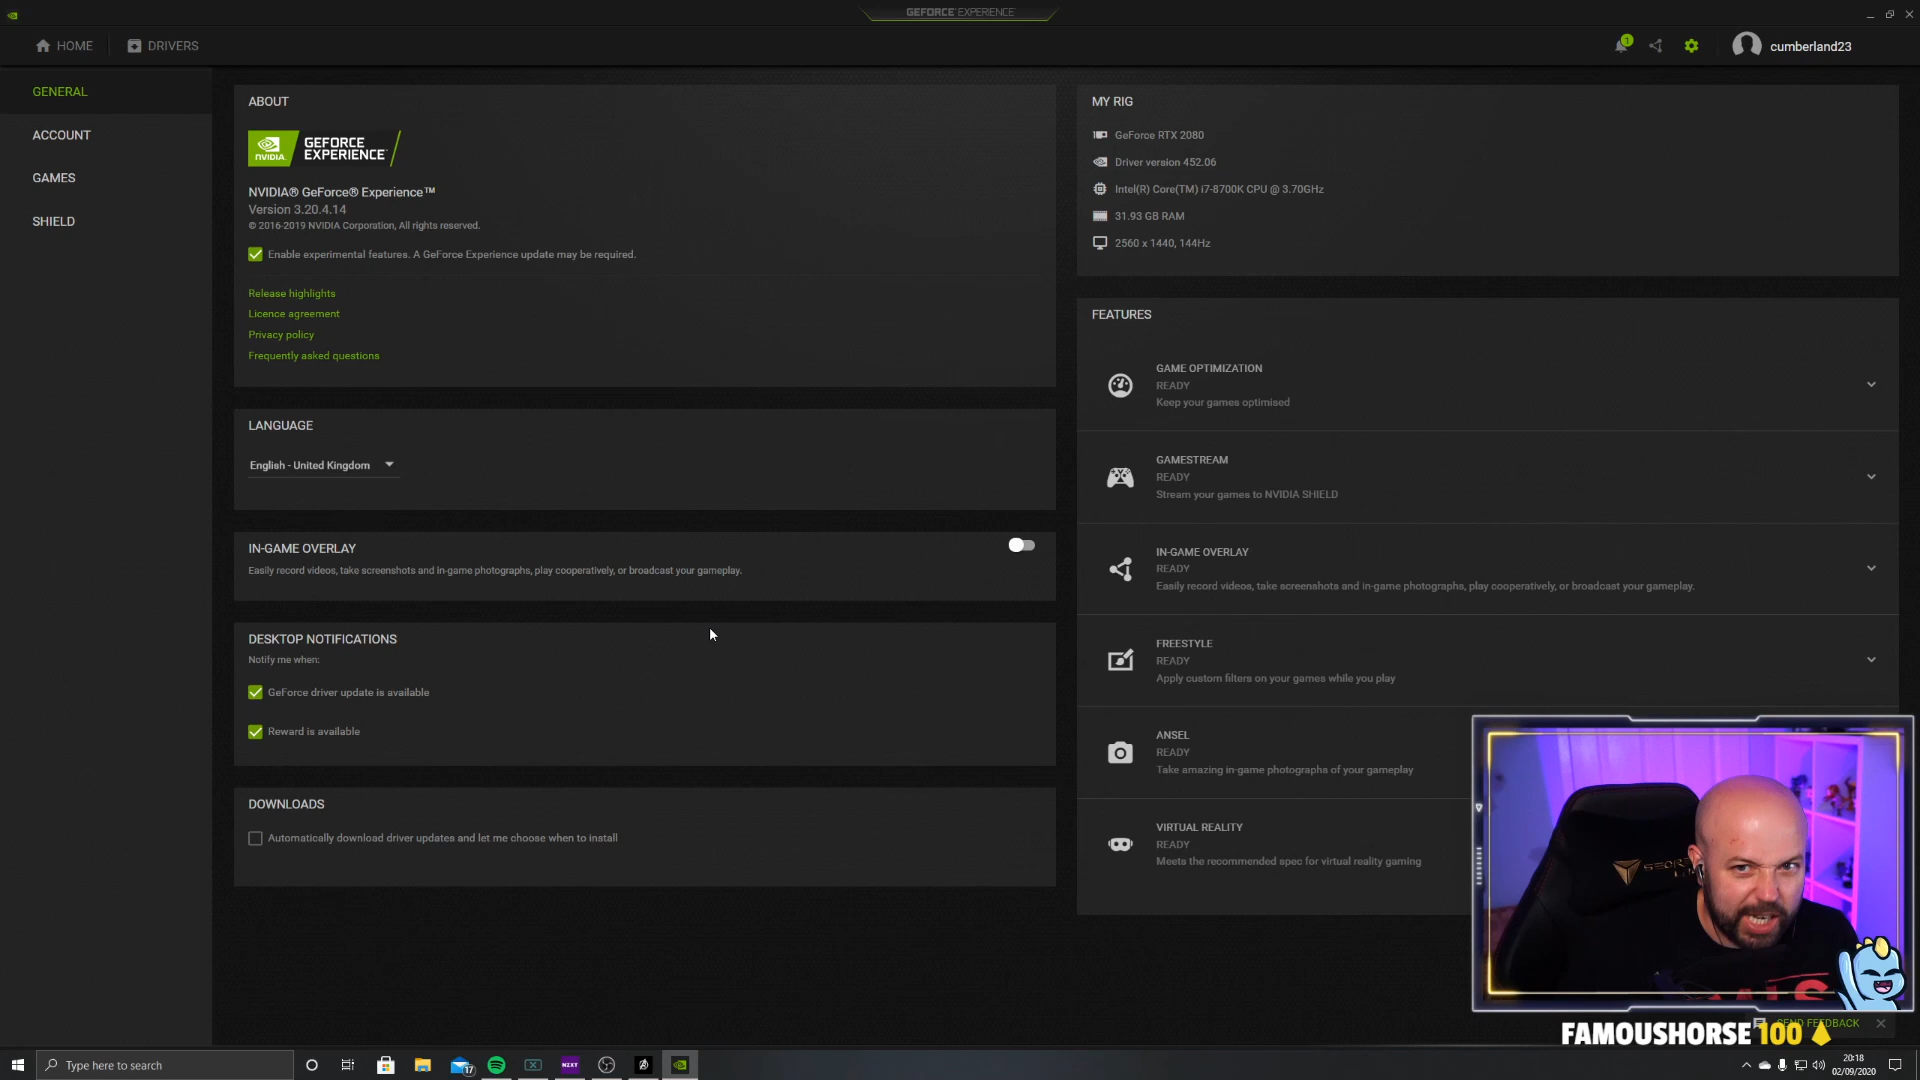 GEFORCE EXPERIENCE
HOME
DRIVERS
1
cumberland23
GENERAL
ACCOUNT
GAMES
SHIELD
ABOUT
NVIDIA
GEFORCE
EXPERIENCE
NVIDIA® GeForce® Experience™
Version 3.20.4.14
© 2016-2019 NVIDIA Corporation, All rights reserved.
Enable experimental features. A GeForce Experience update may be required.
Release highlights
Licence agreement
Privacy policy
Frequently asked questions
LANGUAGE
English - United Kingdom
IN-GAME OVERLAY
Easily record videos, take screenshots and in-game photographs, play cooperatively, or broadcast your gameplay.
DESKTOP NOTIFICATIONS
Notify me when:
GeForce driver update is available
Reward is available
DOWNLOADS
Automatically download driver updates and let me choose when to install
MY RIG
GeForce RTX 2080
Driver version 452.06
Intel(R) Core(TM) i7-8700K CPU @ 3.70GHz
31.93 GB RAM
2560 x 1440, 144Hz
FEATURES
GAME OPTIMIZATION
READY
Keep your games optimised
GAMESTREAM
READY
Stream your games to NVIDIA SHIELD
IN-GAME OVERLAY
READY
Easily record videos, take screenshots and in-game photographs, play cooperatively, or broadcast your gameplay.
FREESTYLE
READY
Apply custom filters on your games while you play
ANSEL
READY
Take amazing in-game photographs of your gameplay
VIRTUAL REALITY
READY
Meets the recommended spec for virtual reality gaming
SEND FEEDBACK
FAMOUSHORSE 100
Type here to search
17
NZXT
20:18
02/09/2020